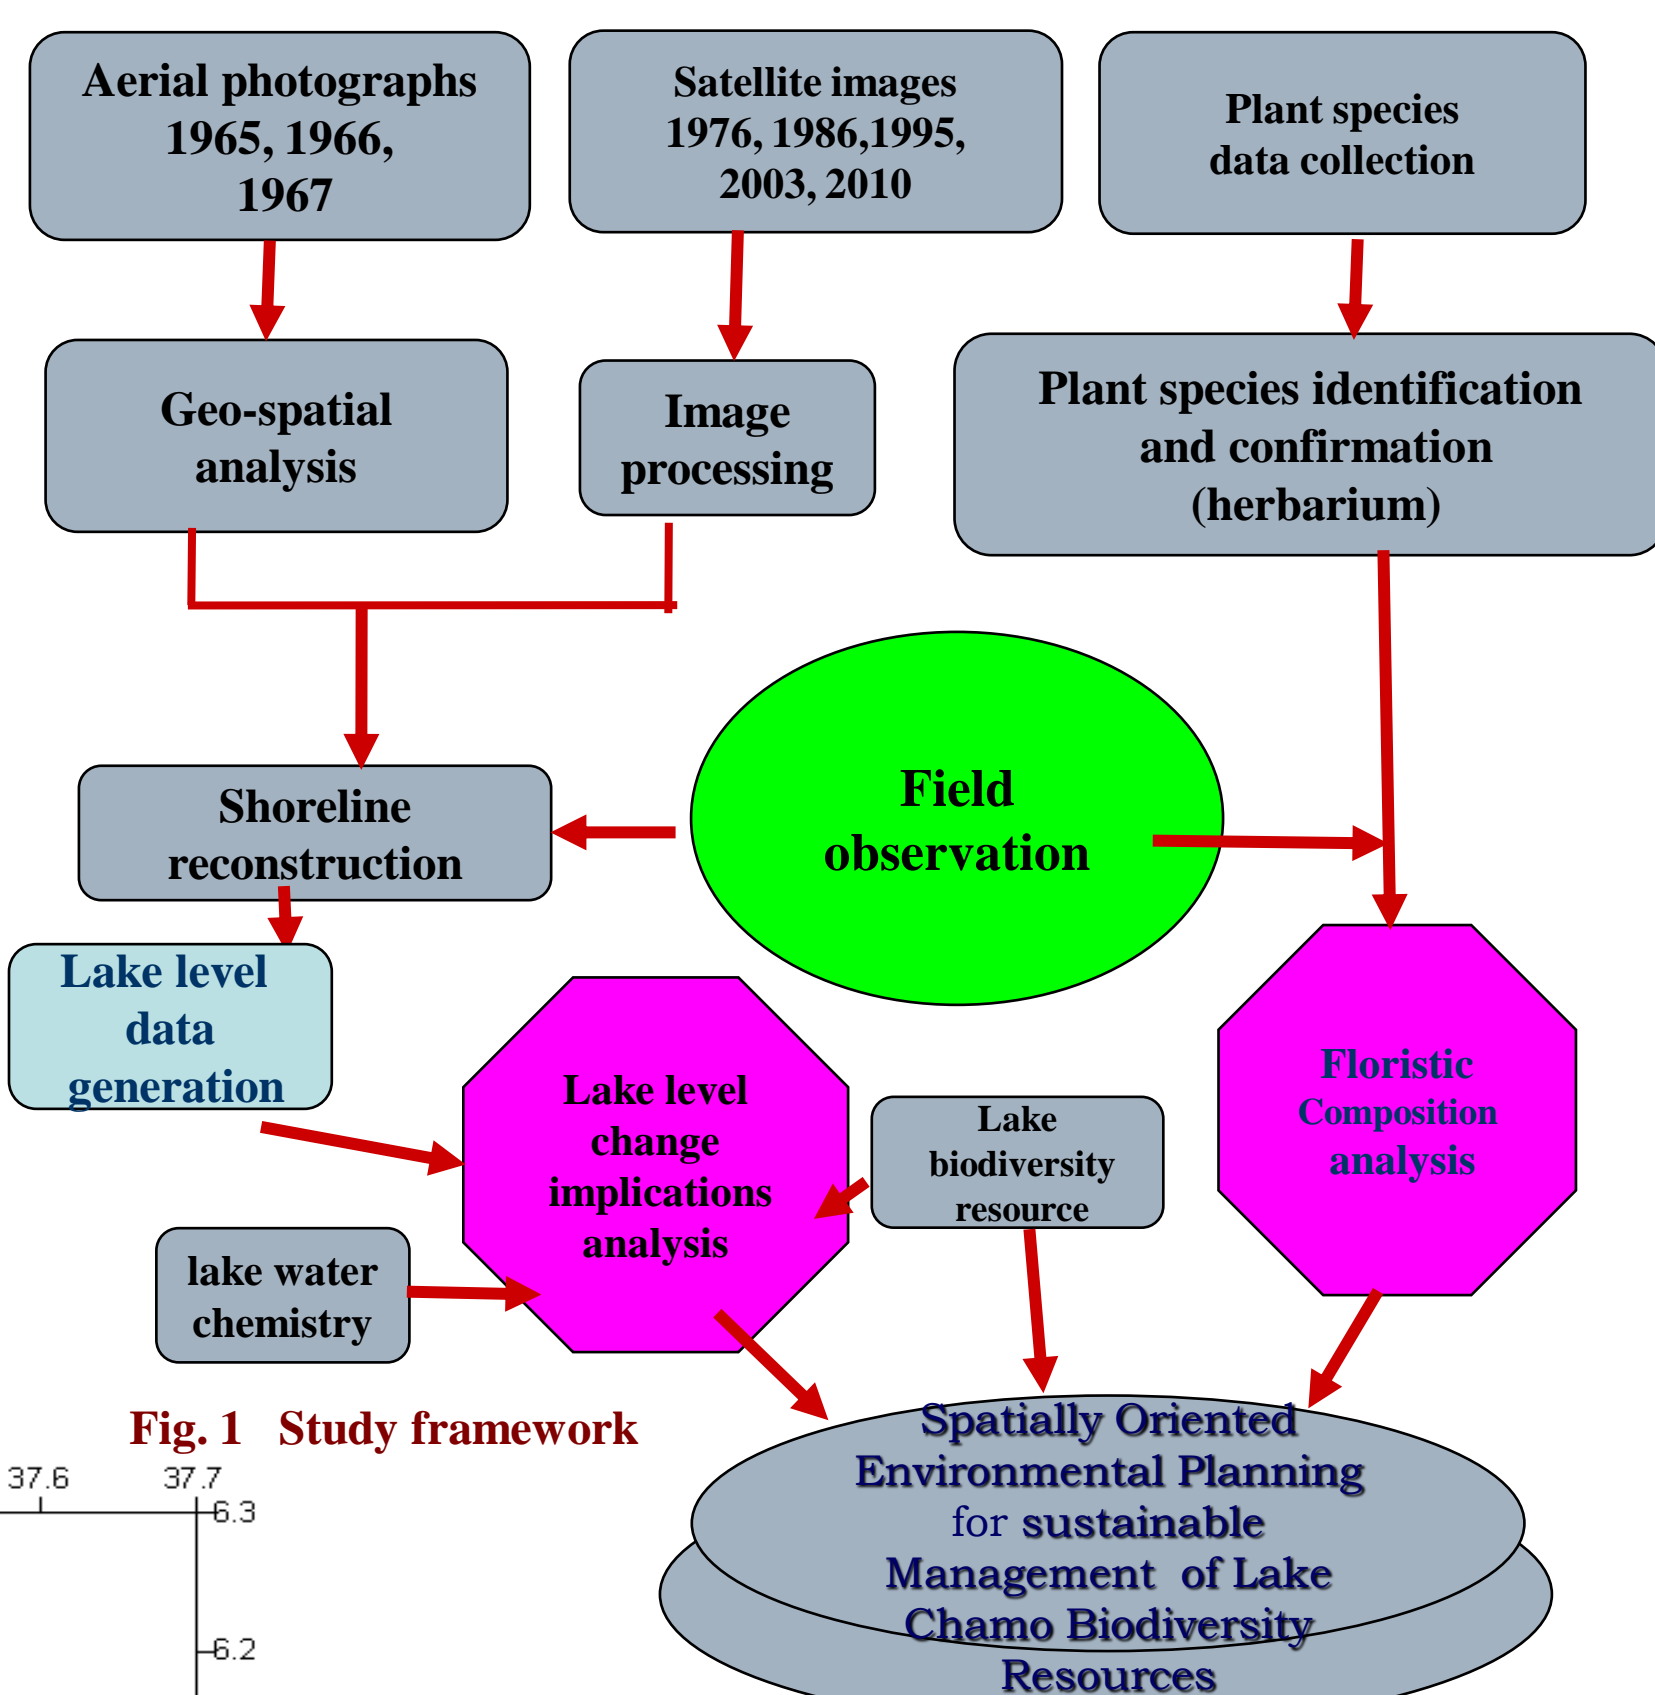 Aerial photographs
1965, 1966,
1967
Satellite images
1976, 1986,1995,
2003, 2010
Plant species
data collection
Geo-spatial
analysis
Image
processing
Plant species identification
and confirmation
(herbarium)
Field
observation
Shoreline
reconstruction
Lake level
data
generation
Lake level
change
implications
analysis
Lake
biodiversity
resource
Floristic
Composition
analysis
lake water
chemistry
Fig. 1 Study framework
Spatially Oriented
Environmental Planning
for sustainable
Management of Lake
Chamo Biodiversity
Resources
37.6 37.7
6.3
6.2